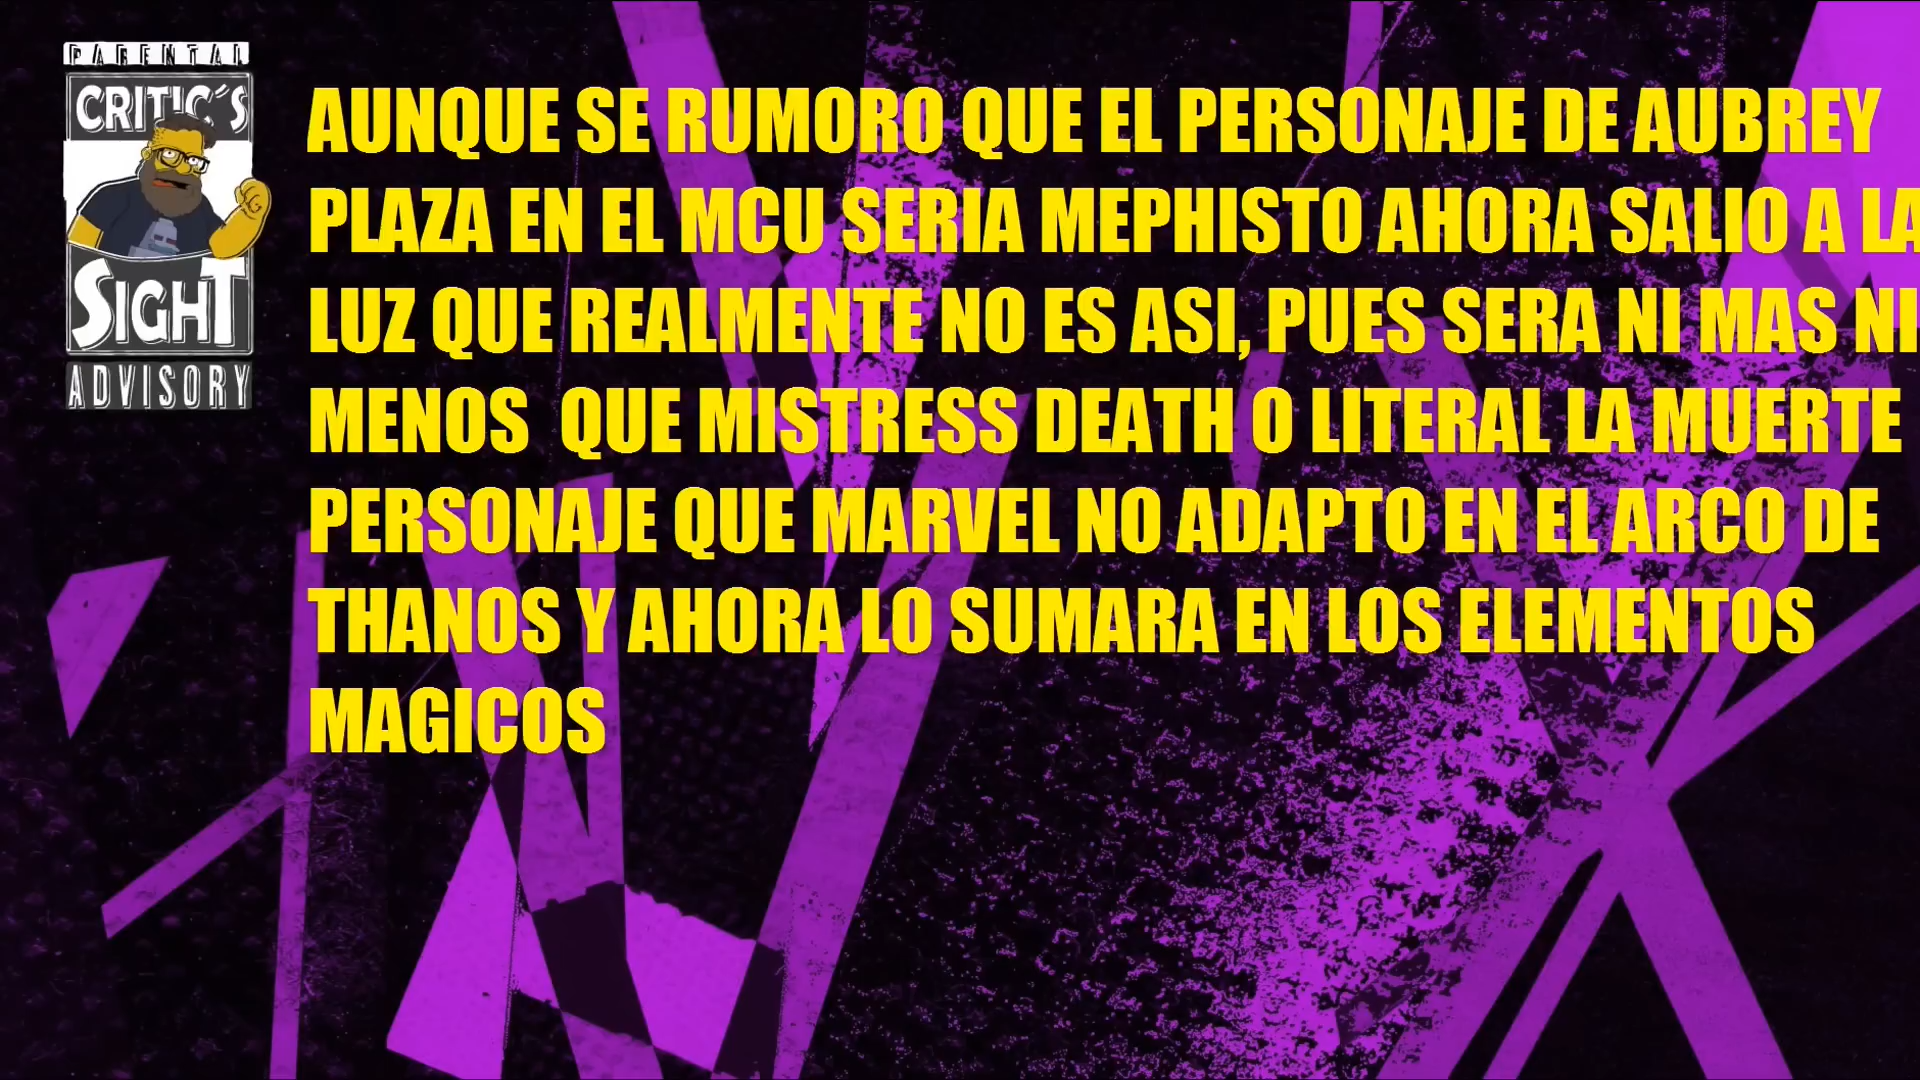 PARENTAL
CRITIC´S
SIGHT
ADVISORY
AUNQUE SE RUMORO QUE EL PERSONAJE DE AUBREY
PLAZA EN EL MCU SERIA MEPHISTO AHORA SALIO A LA
LUZ QUE REALMENTE NO ES ASI, PUES SERA NI MAS NI
MENOS  QUE MISTRESS DEATH O LITERAL LA MUERTE
PERSONAJE QUE MARVEL NO ADAPTO EN EL ARCO DE
THANOS Y AHORA LO SUMARA EN LOS ELEMENTOS
MAGICOS